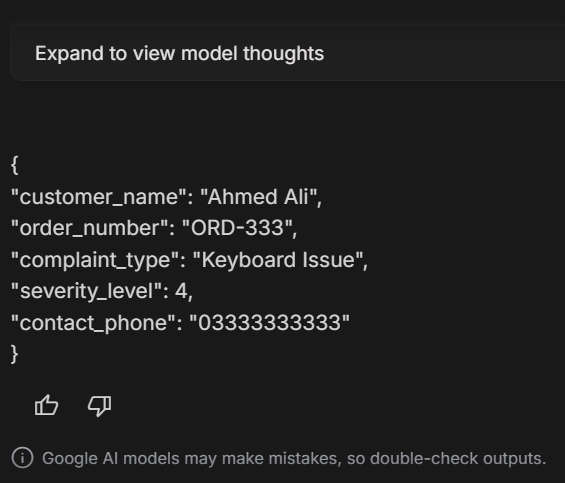 Expand to view model thoughts
{
"customer_name": "Ahmed Ali",
"order_number": "ORD-333",
"complaint_type": "Keyboard Issue",
"severity_level": 4,
"contact_phone": "03333333333"
}
Google AI models may make mistakes, so double-check outputs.